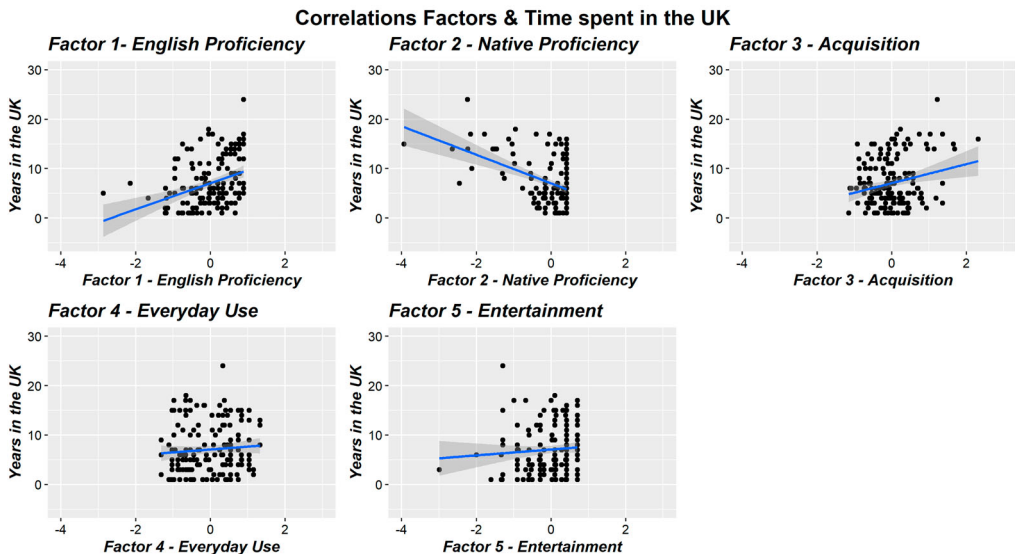 Correlations Factors & Time spent in the UK
Factor 1- English Proficiency
Factor 2 - Native Proficiency
Factor 3 - Acquisition
Years in the UK
30
20
10
0
-4
-2
0
2
Factor 1 - English Proficiency
Years in the UK
30
20
10
0
-4
-2
0
2
Factor 2 - Native Proficiency
Years in the UK
30
20
10
0
-4
-2
0
2
Factor 3 - Acquisition
Factor 4 - Everyday Use
Factor 5 - Entertainment
Years in the UK
30
20
10
0
-4
-2
0
2
Factor 4 - Everyday Use
Years in the UK
30
20
10
0
-4
-2
0
2
Factor 5 - Entertainment